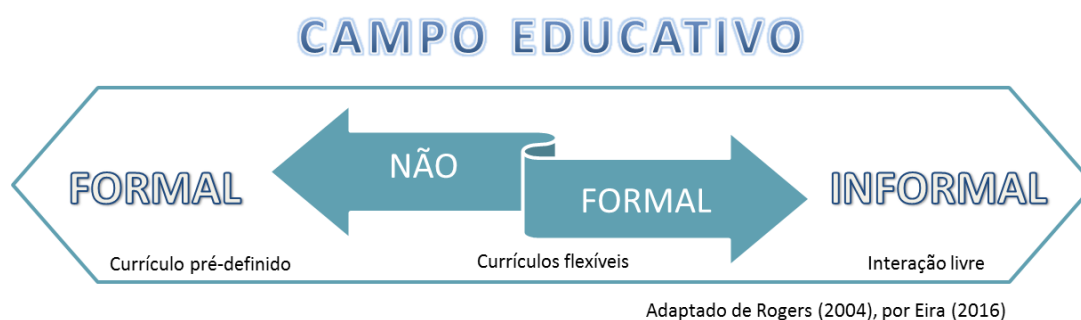 CAMPO EDUCATIVO
FORMAL
NÃO
FORMAL
INFORMAL
Currículo pré-definido
Currículos flexíveis
Interação livre
Adaptado de Rogers (2004), por Eira (2016)